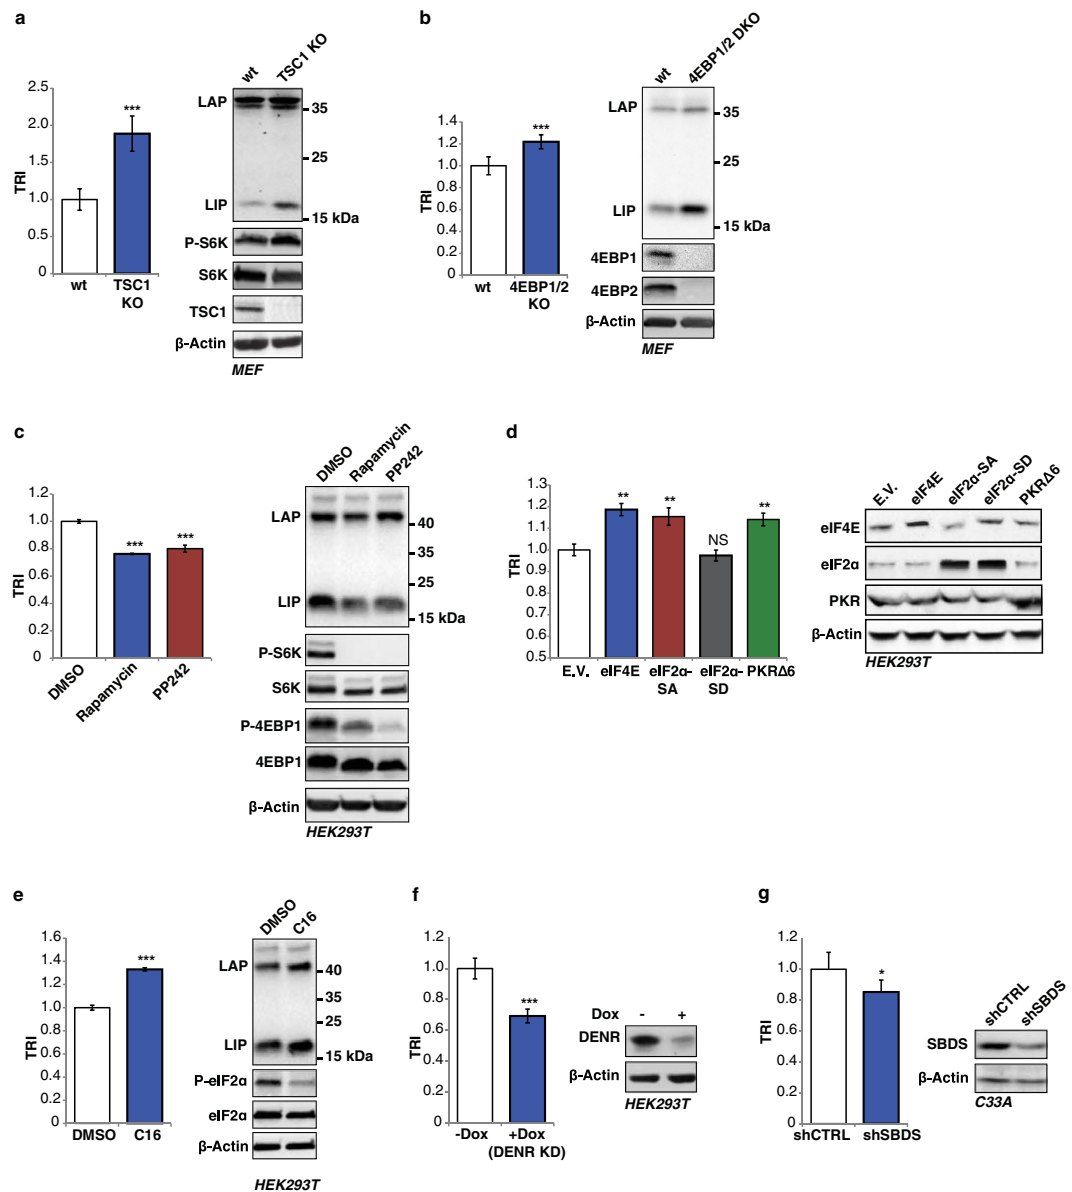 a
wt
TSC1 KO
2.5
2.0
1.5
1.0
0.5
0
TRI
***
wt
TSC1
KO
LAP
35
25
LIP
15 kDa
P-S6K
S6K
TSC1
β-Actin
MEF
b
wt
4EBP1/2 DKO
1.4
1.2
1.0
0.8
0.6
0.4
0.2
0
TRI
***
wt
4EBP1/2
KO
LAP
35
25
LIP
15 kDa
4EBP1
4EBP2
β-Actin
MEF
c
DMSO
Rapamycin
PP242
1.2
1.0
0.8
0.6
0.4
0.2
0
TRI
***
***
DMSO
Rapamycin
PP242
LAP
40
35
25
LIP
15 kDa
P-S6K
S6K
P-4EBP1
4EBP1
β-Actin
HEK293T
d
1.3
1.2
1.1
1.0
0.9
0.8
0.7
0.6
0.5
TRI
**
**
NS
**
E.V.
eIF4E
eIF2α-
SA
eIF2α-
SD
PKRΔ6
E.V.
eIF4E
eIF2α-SA
eIF2α-SD
PKRΔ6
eIF4E
eIF2α
PKR
β-Actin
HEK293T
e
1.6
1.4
1.2
1.0
0.8
0.6
0.4
0.2
0
TRI
***
DMSO
C16
DMSO
C16
LAP
40
35
25
LIP
15 kDa
P-eIF2α
eIF2α
β-Actin
HEK293T
f
1.2
1.0
0.8
0.6
0.4
0.2
0
TRI
***
-Dox
+Dox
(DENR KD)
Dox - +
DENR
β-Actin
HEK293T
g
1.2
1.0
0.8
0.6
0.4
0.2
0
TRI
*
shCTRL
shSBDS
shCTRL
shSBDS
SBDS
β-Actin
C33A